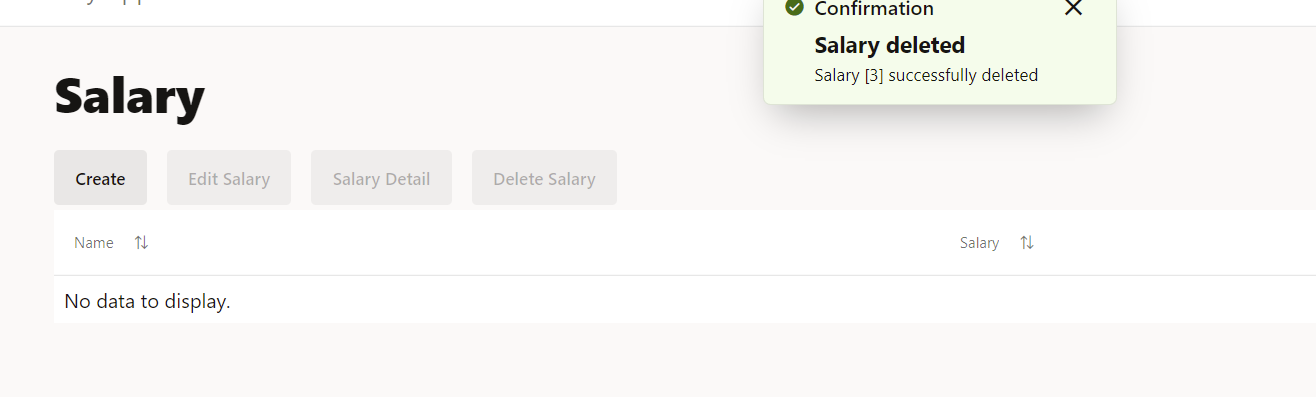 Confirmation
Salary deleted
Salary [3] successfully deleted
Salary
Create Edit Salary Salary Detail Delete Salary
Name Salary
No data to display.